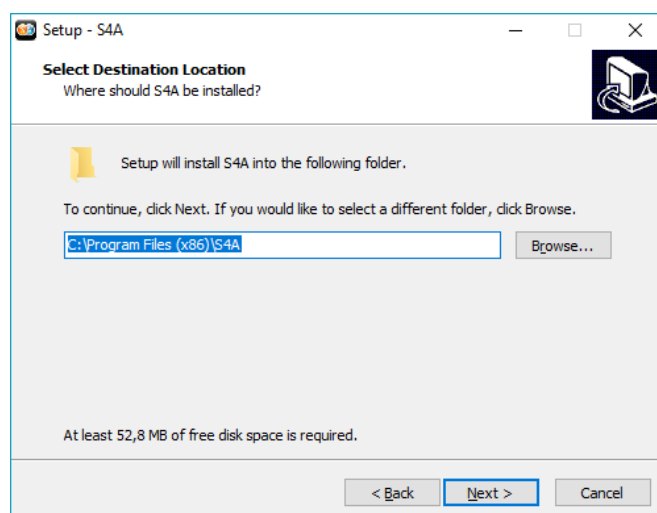 Setup - S4A
Select Destination Location
Where should S4A be installed?
Setup will install S4A into the following folder.
To continue, click Next. If you would like to select a different folder, click Browse.
C:\Program Files (x86)\S4A
Browse...
At least 52,8 MB of free disk space is required.
< Back
Next >
Cancel